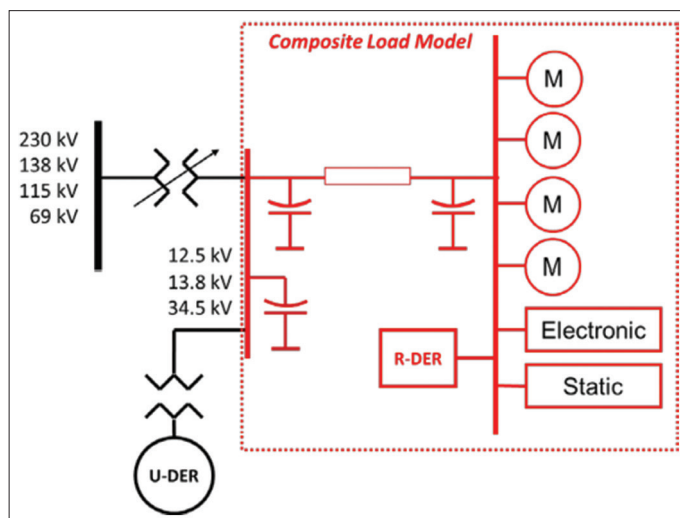 Composite Load Model
230 kV
138 kV
115 kV
69 kV
12.5 kV
13.8 kV
34.5 kV
M
M
M
M
Electronic
R-DER
Static
U-DER